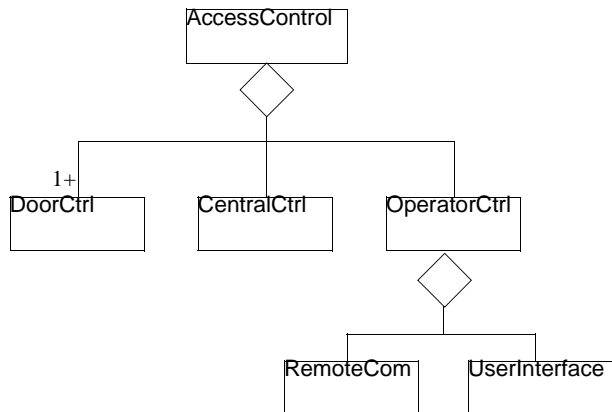 AccessControl
1+
DoorCtrl
CentralCtrl
OperatorCtrl
RemoteCom
UserInterface